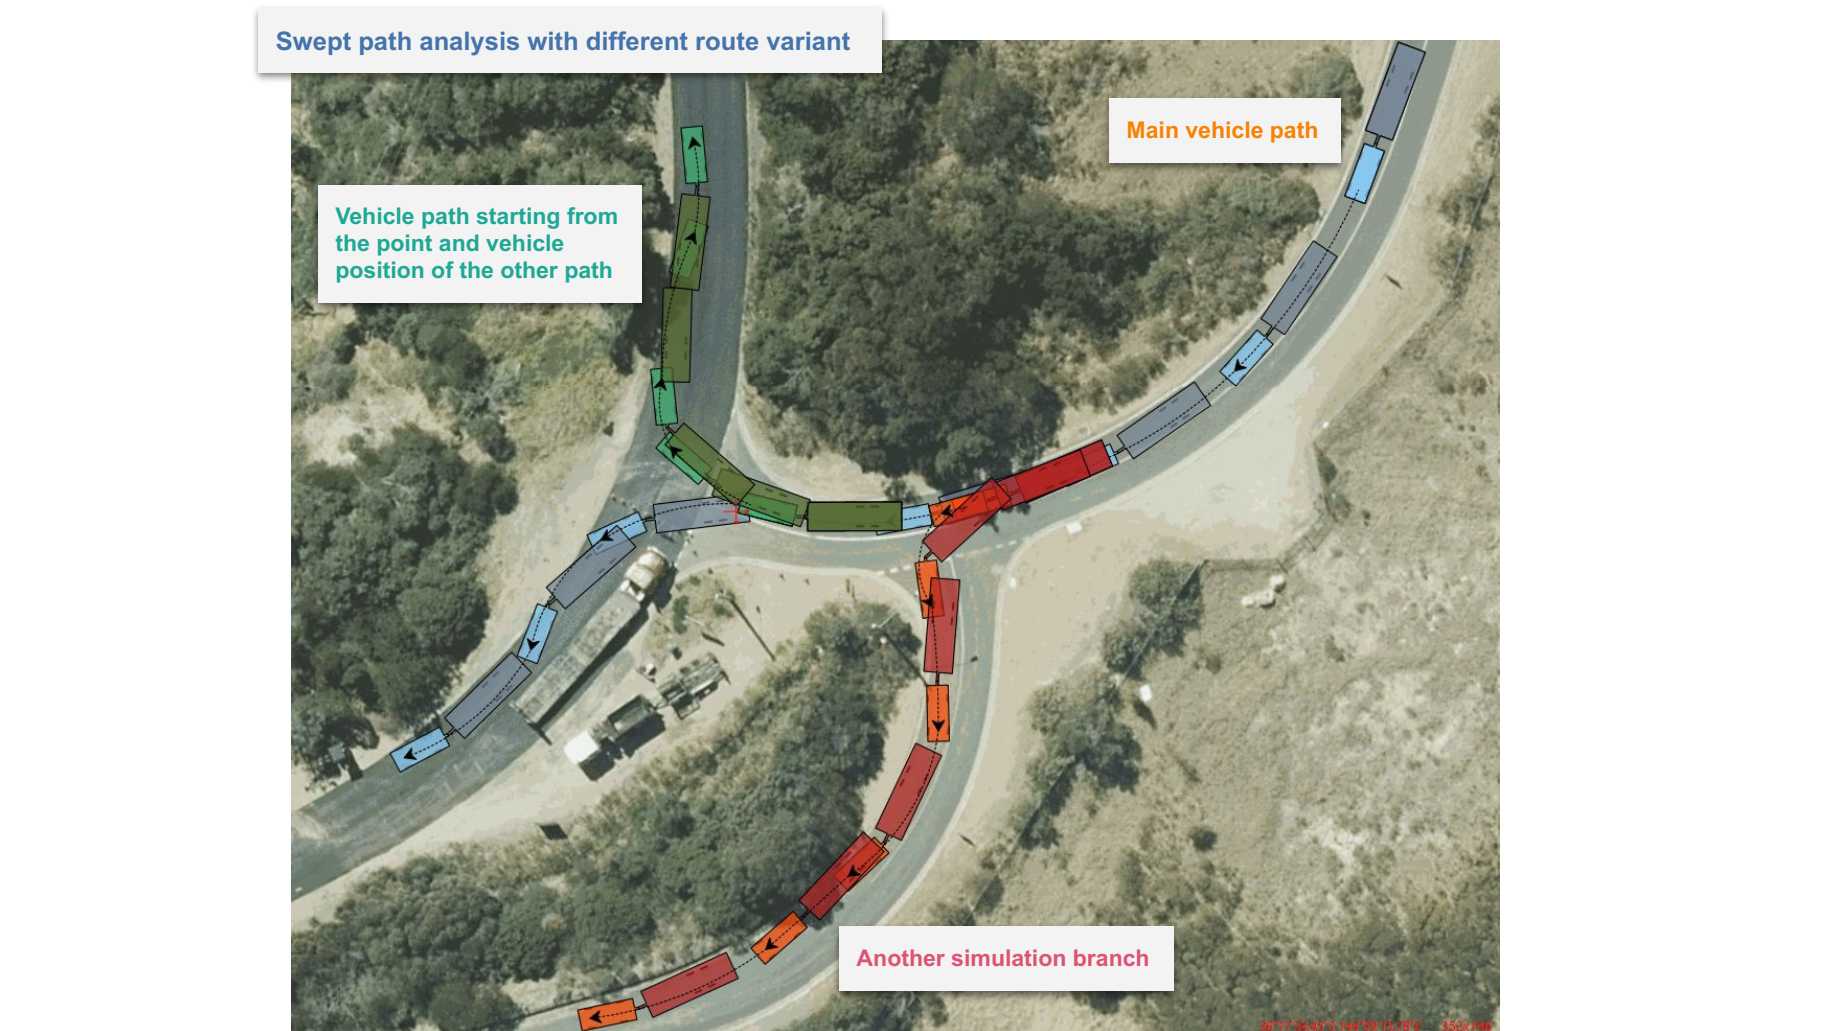 Swept path analysis with different route variant
Main vehicle path
Vehicle path starting from
the point and vehicle
position of the other path
Another simulation branch